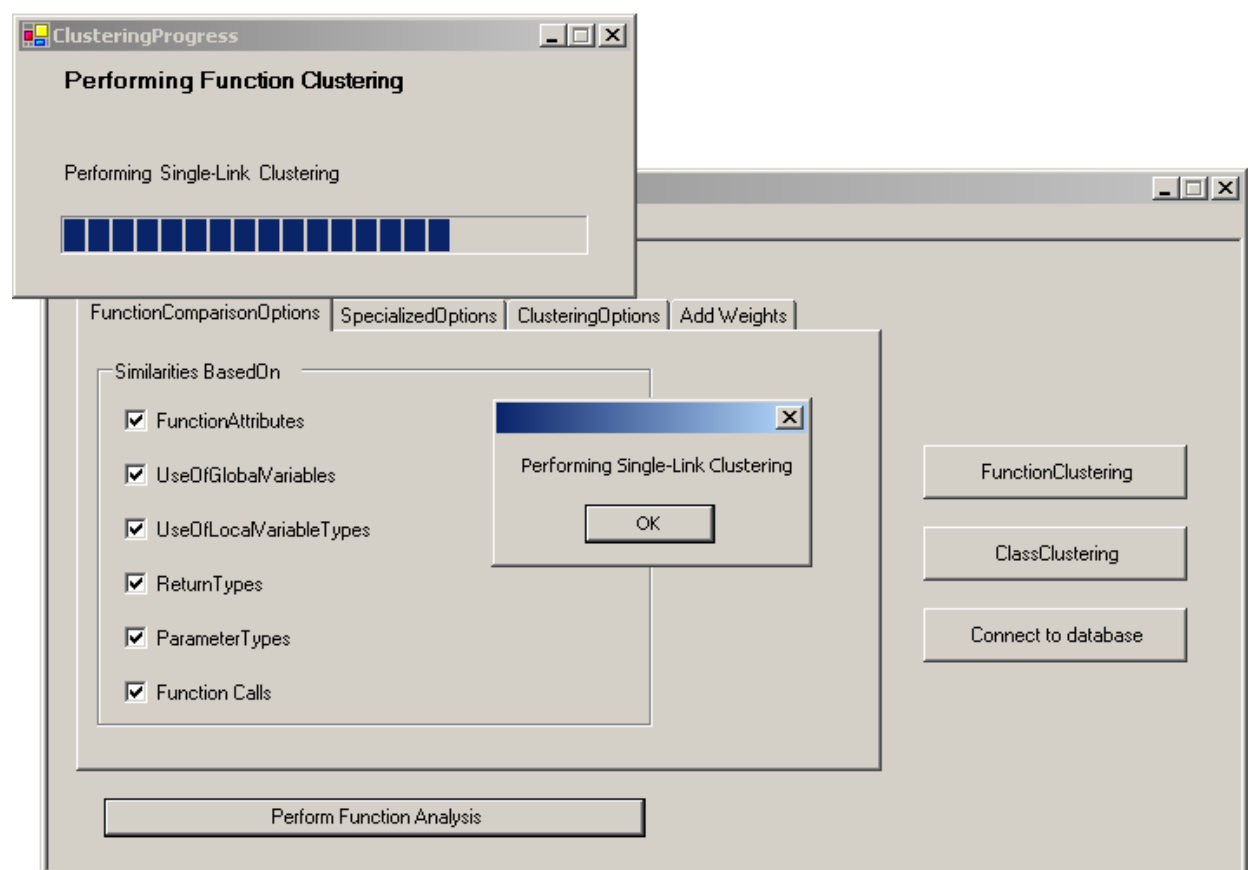 ClusteringProgress
Performing Function Clustering
Performing Single-Link Clustering
FunctionComparisonOptions
SpecializedOptions
ClusteringOptions
Add Weights
Similarities BasedOn
FunctionAttributes
UseOfGlobalVariables
UseOfLocalVariableTypes
ReturnTypes
ParameterTypes
Function Calls
Performing Single-Link Clustering
OK
FunctionClustering
ClassClustering
Connect to database
Perform Function Analysis